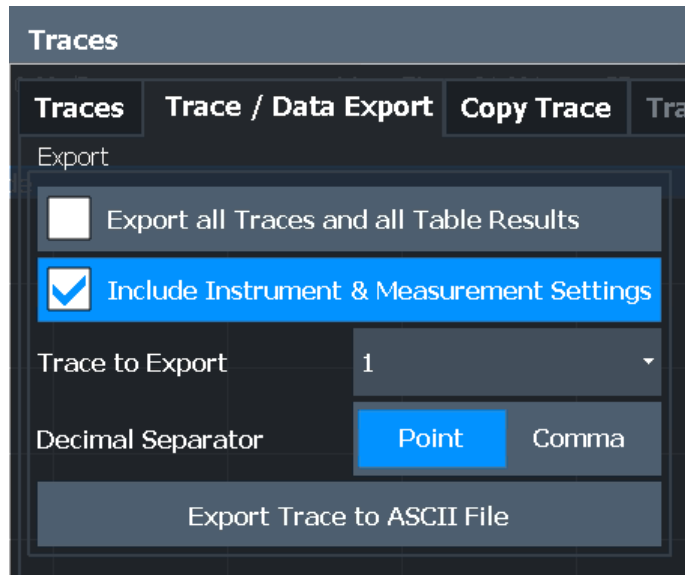 Traces
Traces Trace / Data Export Copy Trace Tra
Export
Export all Traces and all Table Results
Include Instrument & Measurement Settings
Trace to Export 1
Decimal Separator Point Comma
Export Trace to ASCII File